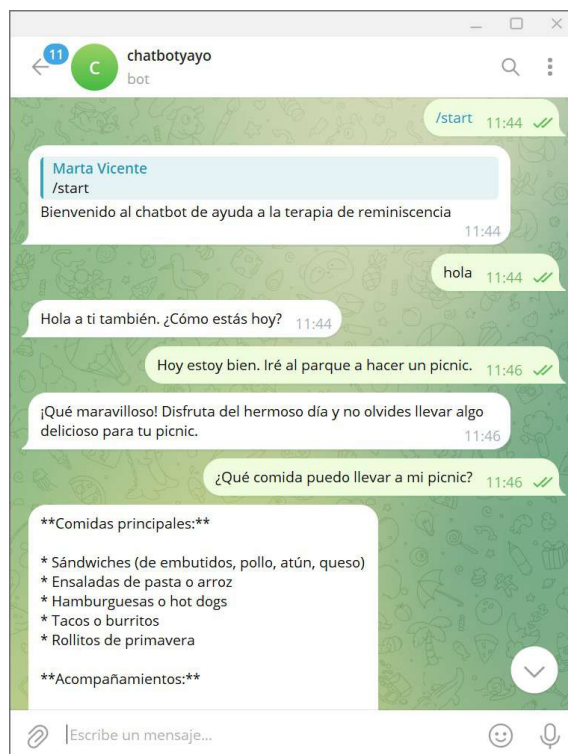 11
C
chatbotyayo
bot
/start 11:44
Marta Vicente
/start
Bienvenido al chatbot de ayuda a la terapia de reminiscencia
11:44
hola 11:44
Hola a ti también. ¿Cómo estás hoy? 11:44
Hoy estoy bien. Iré al parque a hacer un picnic. 11:46
¡Qué maravilloso! Disfruta del hermoso día y no olvides llevar algo
delicioso para tu picnic.
11:46
¿Qué comida puedo llevar a mi picnic? 11:46
**Comidas principales:**
* Sándwiches (de embutidos, pollo, atún, queso)
* Ensaladas de pasta o arroz
* Hamburguesas o hot dogs
* Tacos o burritos
* Rollitos de primavera
**Acompañamientos:**
Escribe un mensaje...